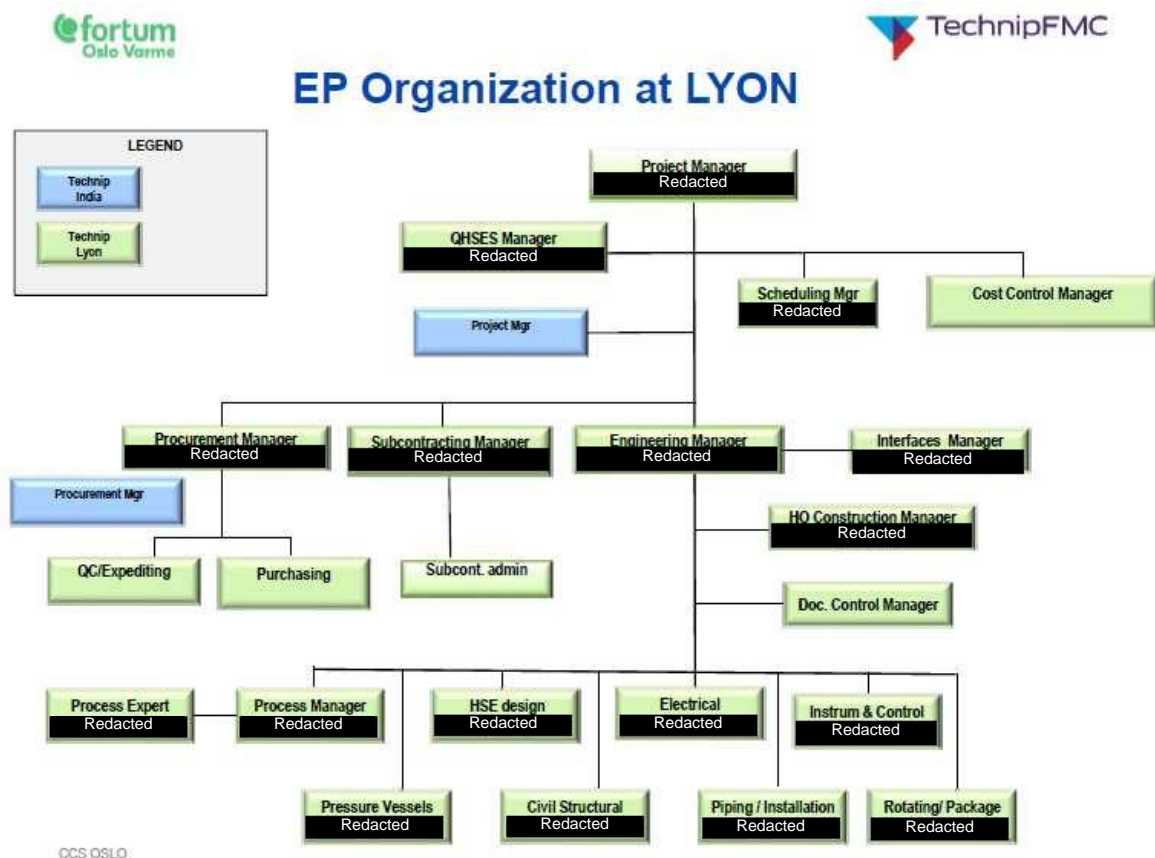 fortum
Oslo Varme
TechnipFMC
EP Organization at LYON
LEGEND
Technip
India
Technip
Lyon
Project Manager
Redacted
QHSES Manager
Redacted
Scheduling Mgr
Redacted
Cost Control Manager
Project Mgr
Procurement Manager
Redacted
Subcontracting Manager
Redacted
Engineering Manager
Redacted
Interfaces Manager
Redacted
Procurement Mgr
HO Construction Manager
Redacted
QC/Expediting
Purchasing
Subcont. admin
Doc. Control Manager
Process Expert
Redacted
Process Manager
Redacted
HSE design
Redacted
Electrical
Redacted
Instrum & Control
Redacted
Pressure Vessels
Redacted
Civil Structural
Redacted
Piping / Installation
Redacted
Rotating/ Package
Redacted
CCS OSLO